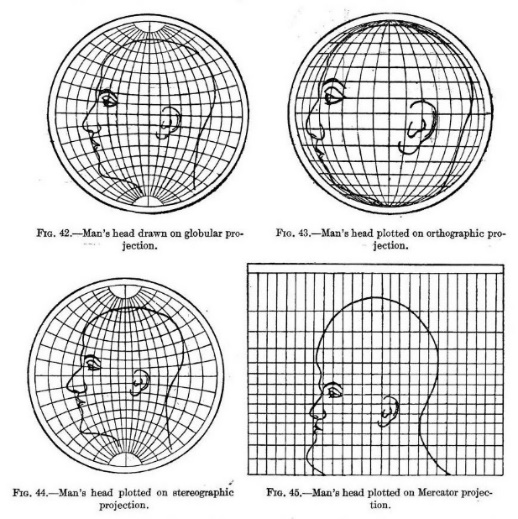 FIG. 42.—Man's head drawn on globular pro-
jection.
FIG. 43.—Man's head plotted on orthographic pro-
jection.
FIG. 44.—Man's head plotted on stereographic
projection.
FIG. 45.—Man's head plotted on Mercator projec-
tion.